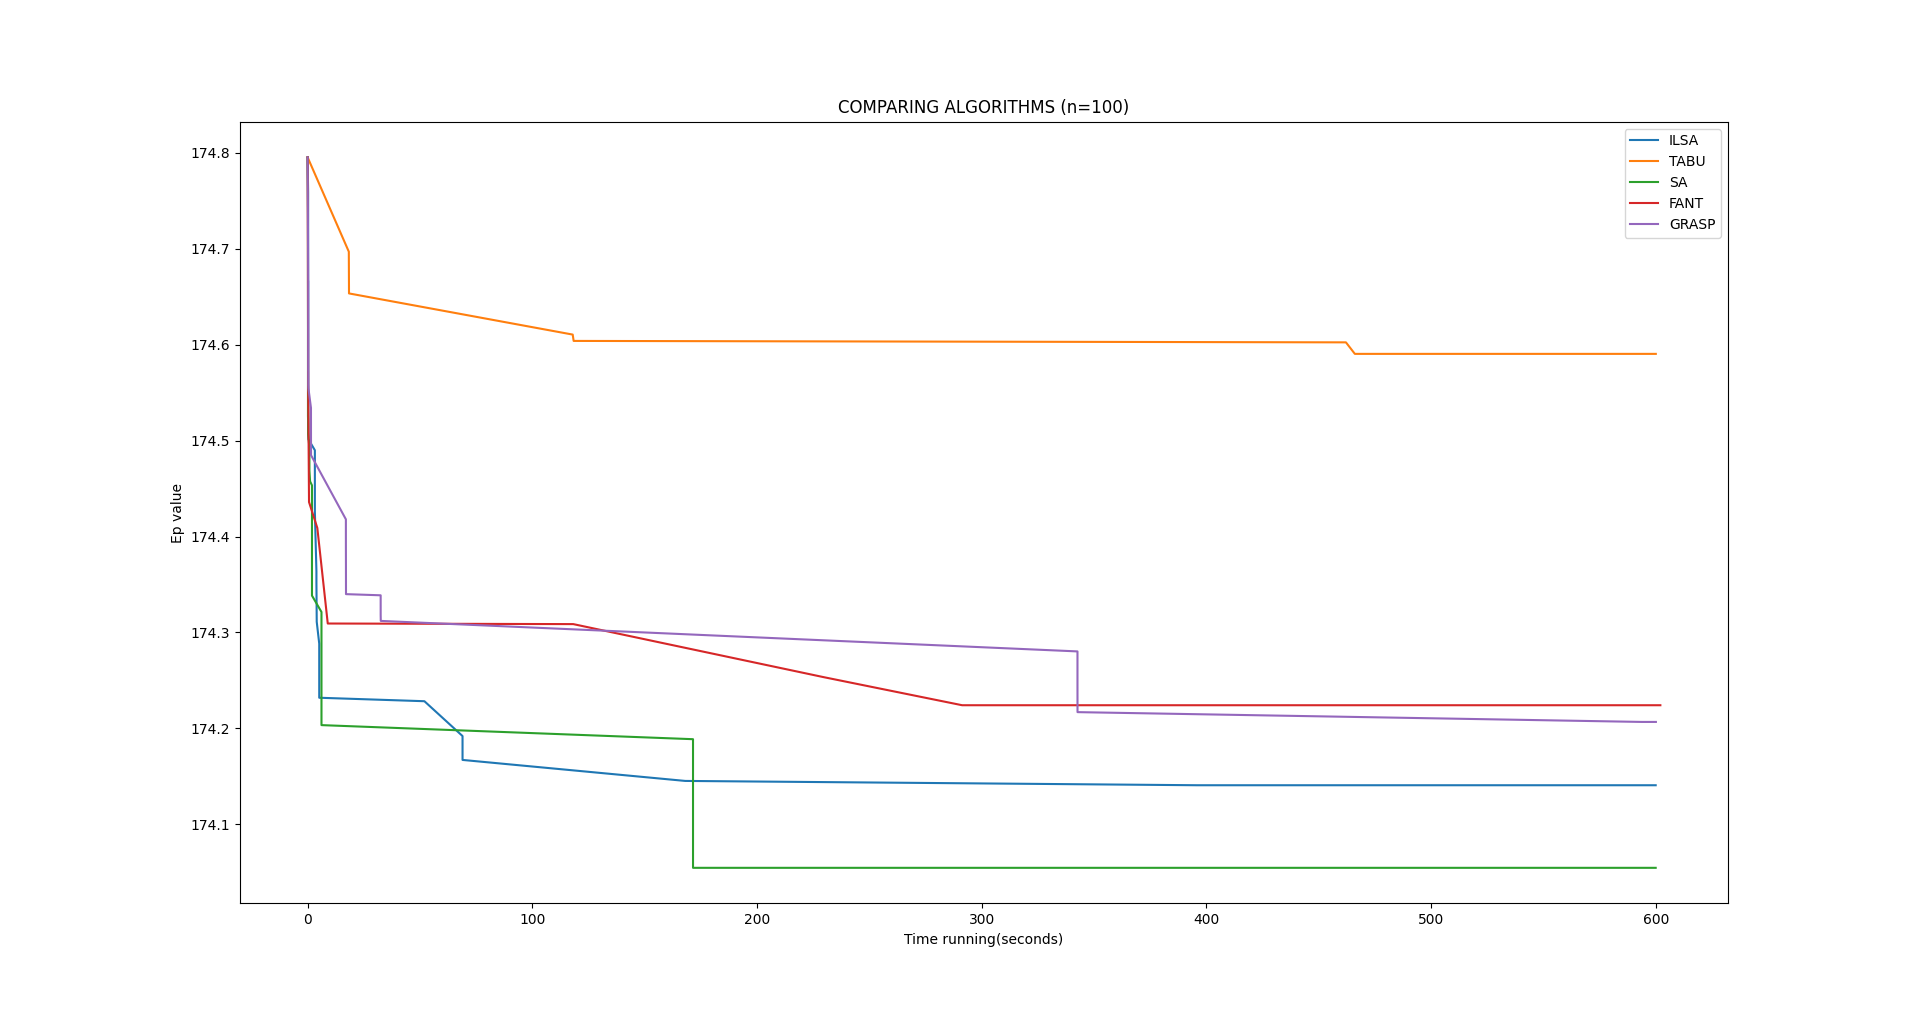 COMPARING ALGORITHMS (n=100)
ILSA
TABU
SA
FANT
GRASP
174.8
174.7
174.6
174.5
174.4
174.3
174.2
174.1
Ep value
0 100 200 300 400 500 600
Time running(seconds)